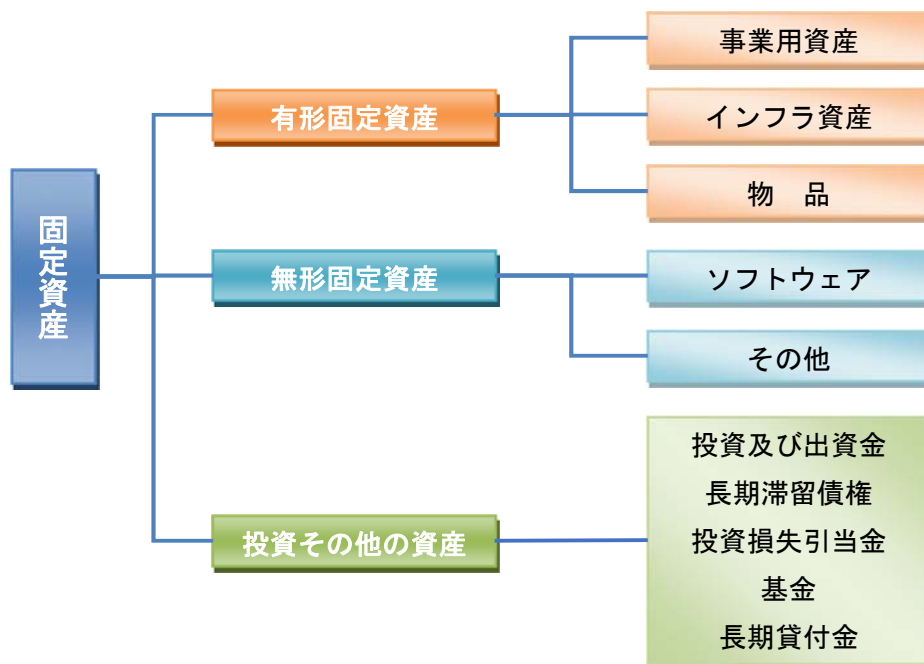 固定資産
有形固定資産
事業用資産
インフラ資産
物　品
無形固定資産
ソフトウェア
その他
投資その他の資産
投資及び出資金
長期滞留債権
投資損失引当金
基金
長期貸付金